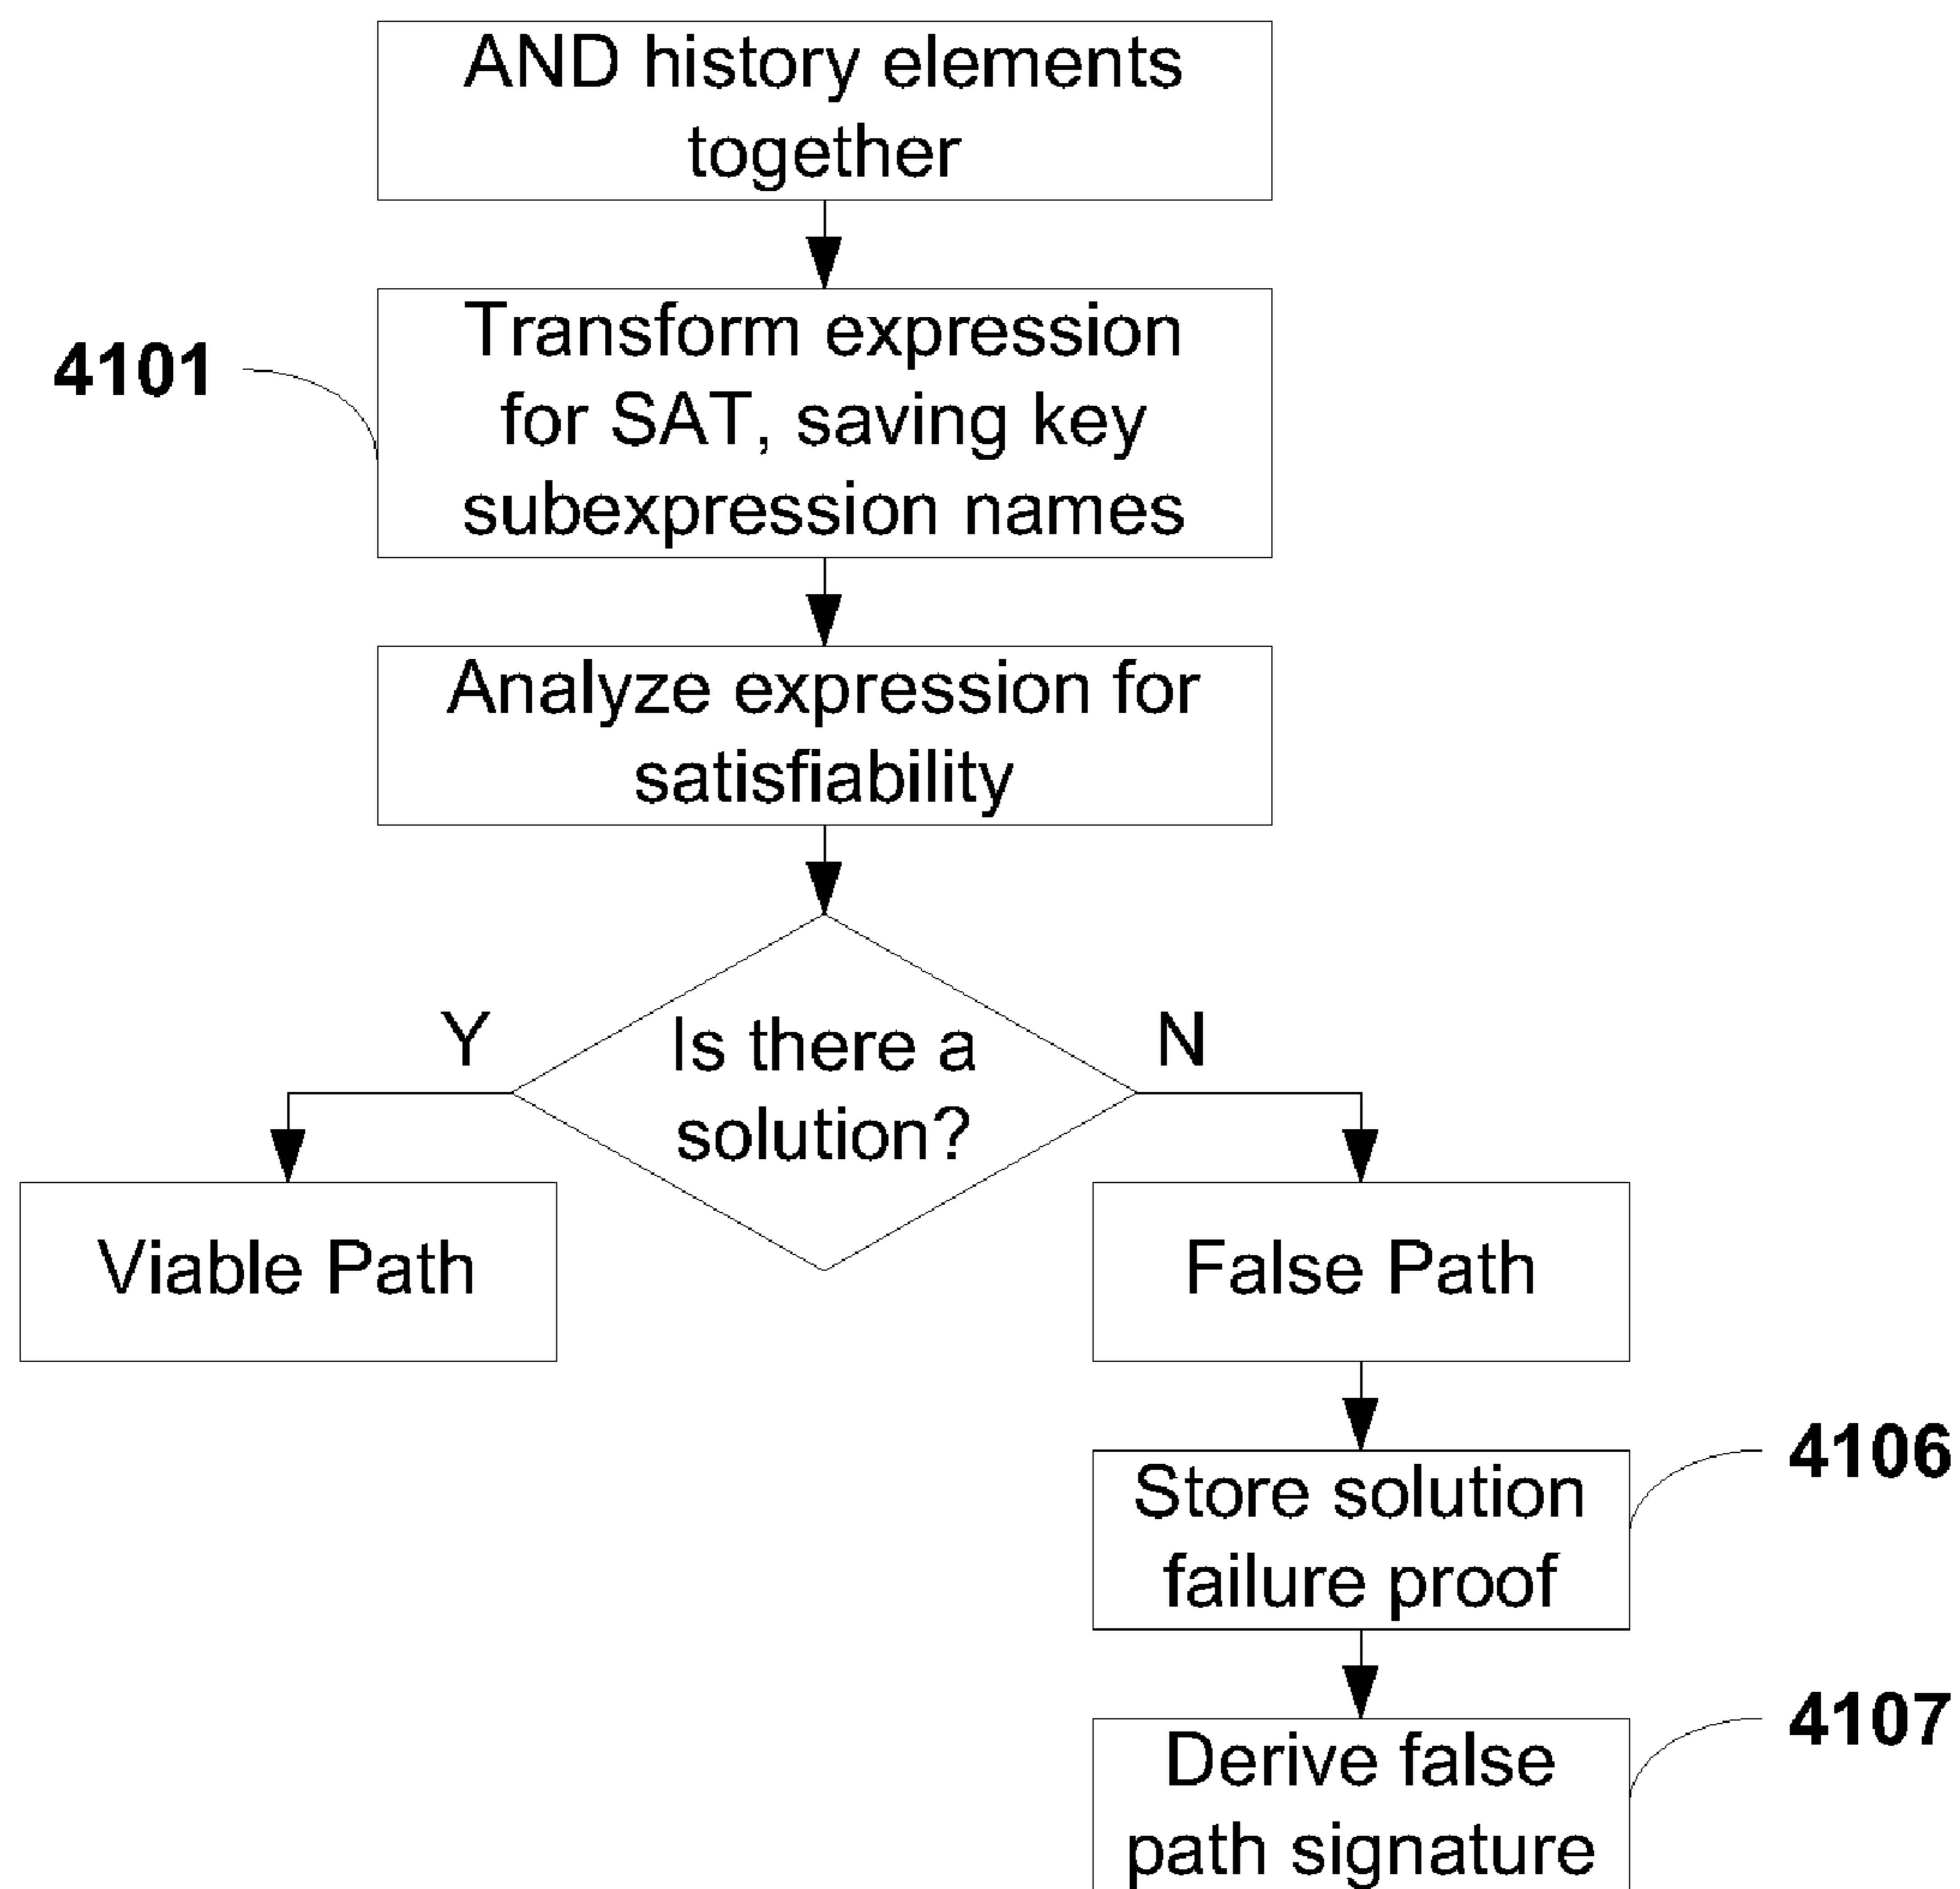 AND history elements
together
4101
Transform expression
for SAT, saving key
subexpression names
Analyze expression for
satisfiability
Y
Is there a
solution?
N
Viable Path
False Path
Store solution
failure proof
4106
Derive false
path signature
4107